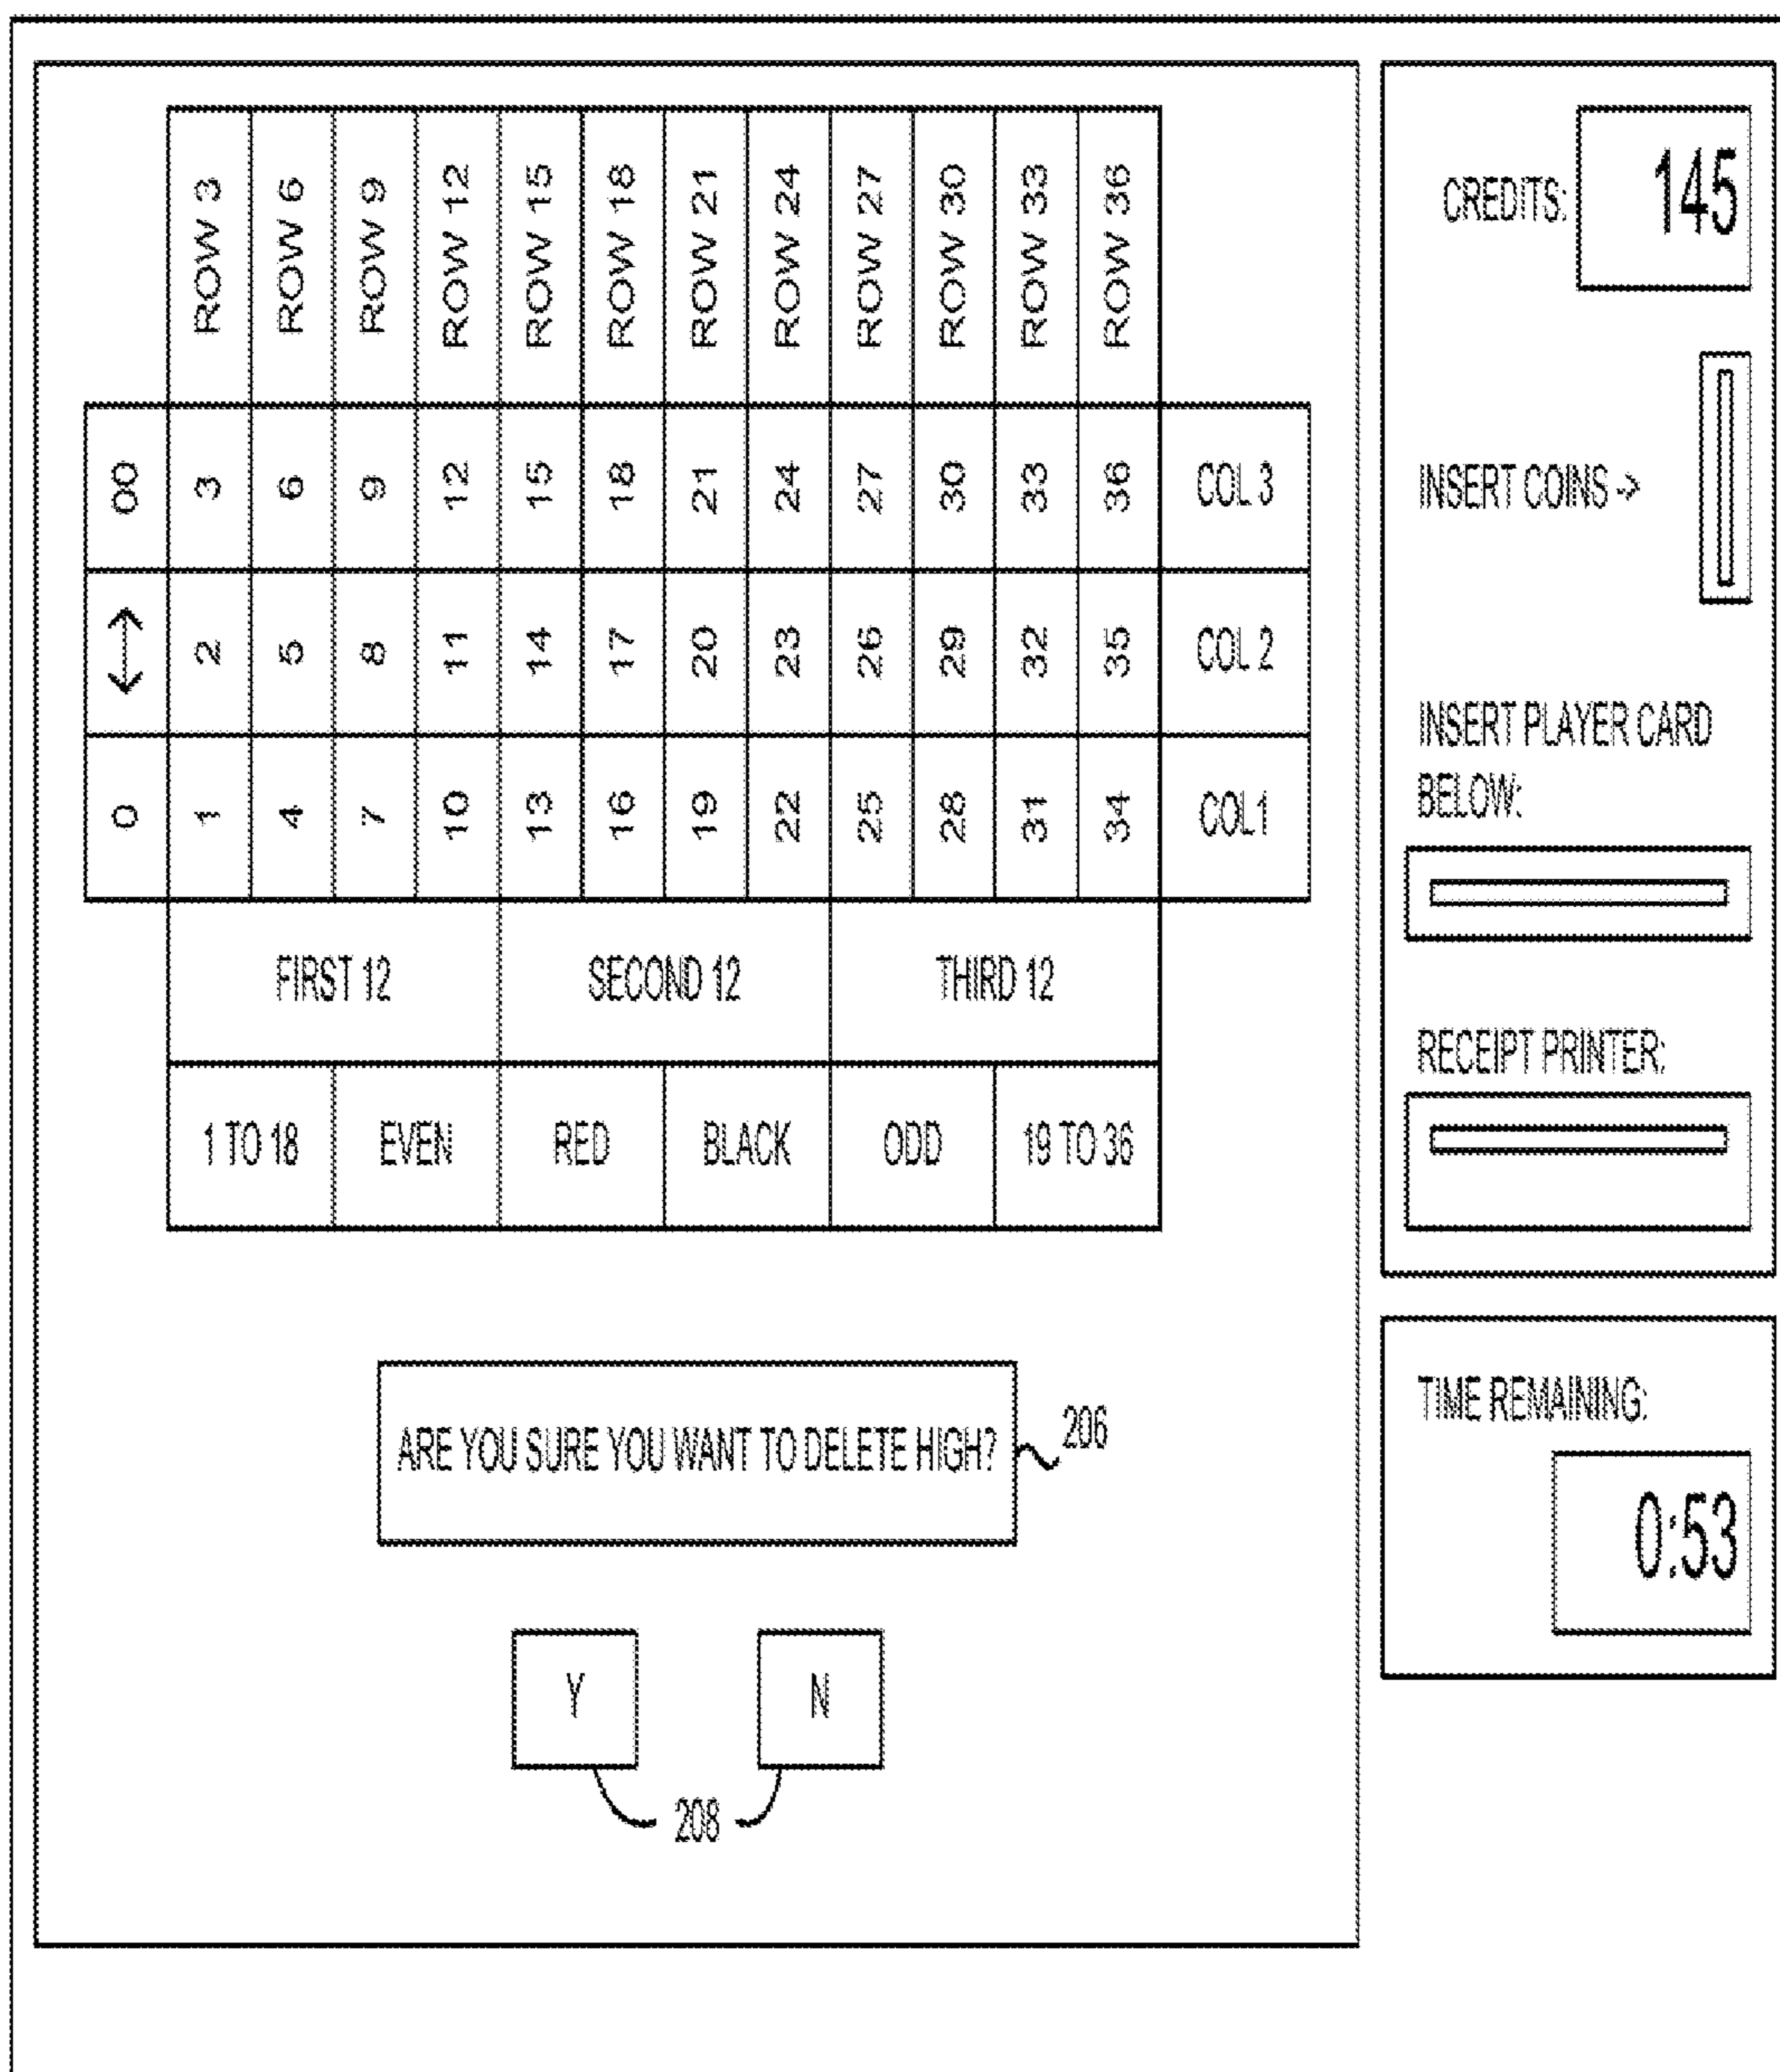 ROW 3 ROW 6 ROW 9 ROW 12 ROW 15 ROW 18 ROW 21 ROW 24 ROW 27 ROW 30 ROW 33 ROW 36
00 3 6 9 12 15 18 21 24 27 30 33 36 COL 3
↔ 2 5 8 11 14 17 20 23 26 29 32 35 COL 2
0 1 4 7 10 13 16 19 22 25 28 31 34 COL 1
FIRST 12 SECOND 12 THIRD 12
1 TO 18 EVEN RED BLACK ODD 19 TO 36
ARE YOU SURE YOU WANT TO DELETE HIGH? 206
Y N
208
CREDITS: 145
INSERT COINS ->
INSERT PLAYER CARD
BELOW:
RECEIPT PRINTER:
TIME REMAINING:
0:53